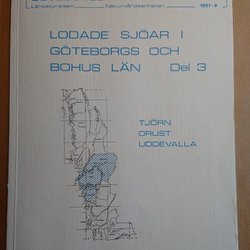 Länsstyrelsen Naturvårdsenheten 1987:9
LODADE SJÖAR I
GÖTEBORGS OCH
BOHUS LÄN Del 3
TJÖRN
ORUST
UDDEVALLA